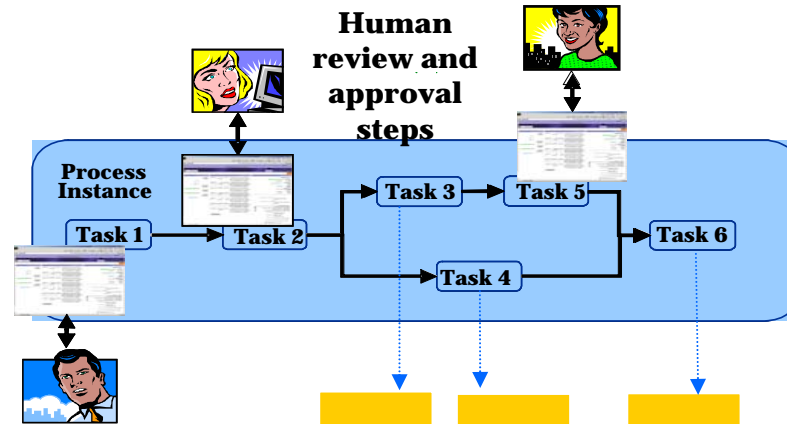 Human
review and
approval
steps
Process
Instance
Task 1
Task 2
Task 3
Task 5
Task 4
Task 6